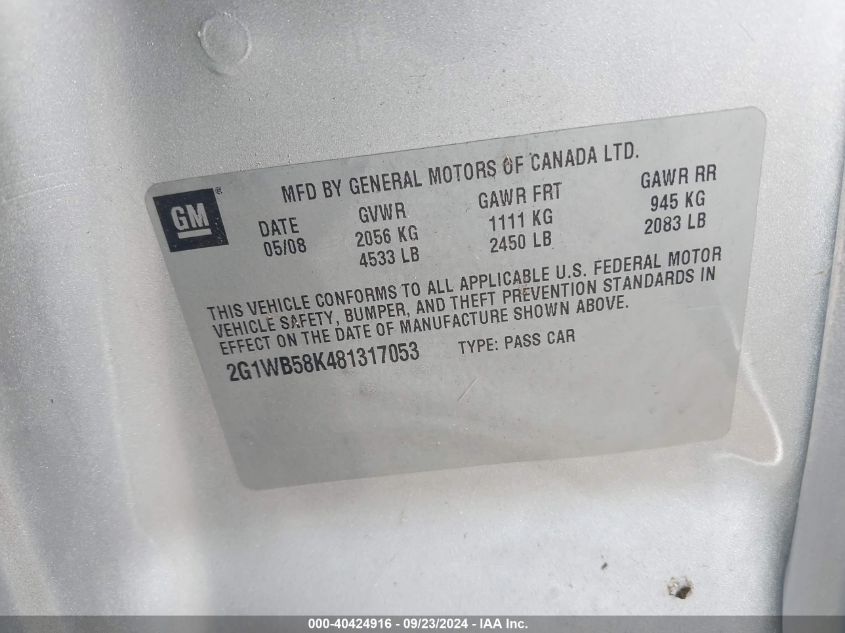 MFD BY GENERAL MOTORS OF CANADA LTD.
GM
DATE GVWR GAWR FRT GAWR RR
05/08 2056 KG 1111 KG 945 KG
4533 LB 2450 LB 2083 LB
THIS VEHICLE CONFORMS TO ALL APPLICABLE U.S. FEDERAL MOTOR
VEHICLE SAFETY, BUMPER, AND THEFT PREVENTION STANDARDS IN
EFFECT ON THE DATE OF MANUFACTURE SHOWN ABOVE.
2G1WB58K481317053 TYPE: PASS CAR
000-40424916 - 09/23/2024 - IAA Inc.